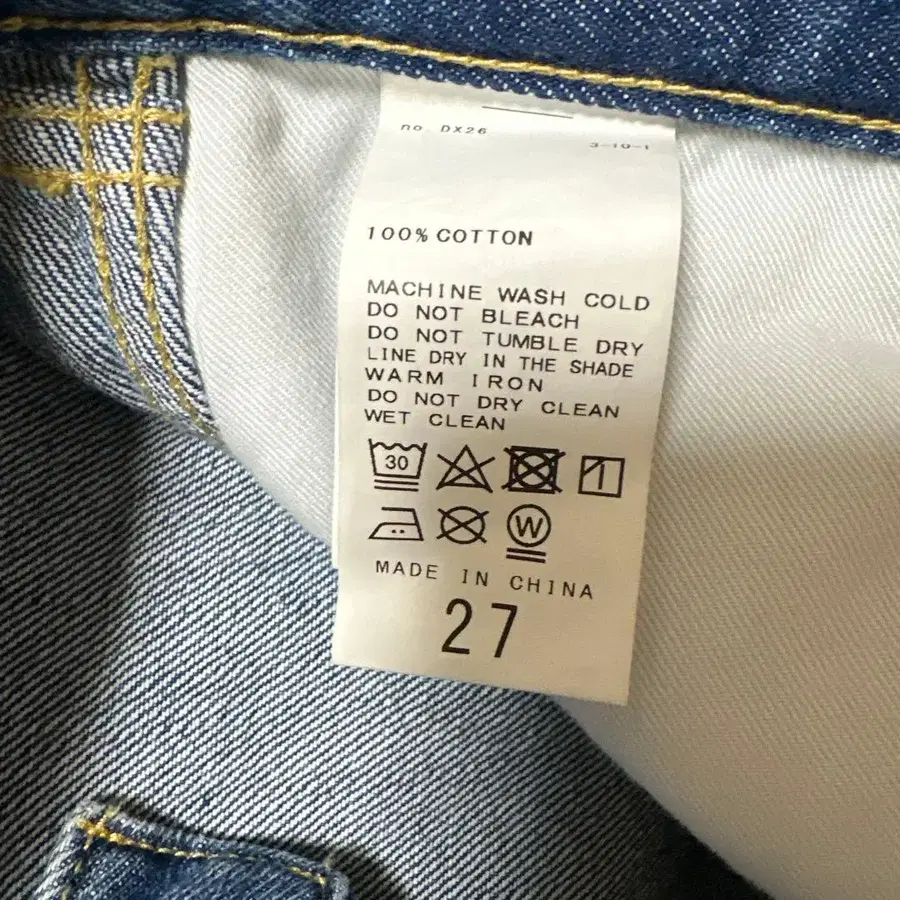 no DX26
3-10-1
100% COTTON
MACHINE WASH COLD
DO NOT BLEACH
DO NOT TUMBLE DRY
LINE DRY IN THE SHADE
WARM IRON
DO NOT DRY CLEAN
WET CLEAN
30
W
MADE IN CHINA
27